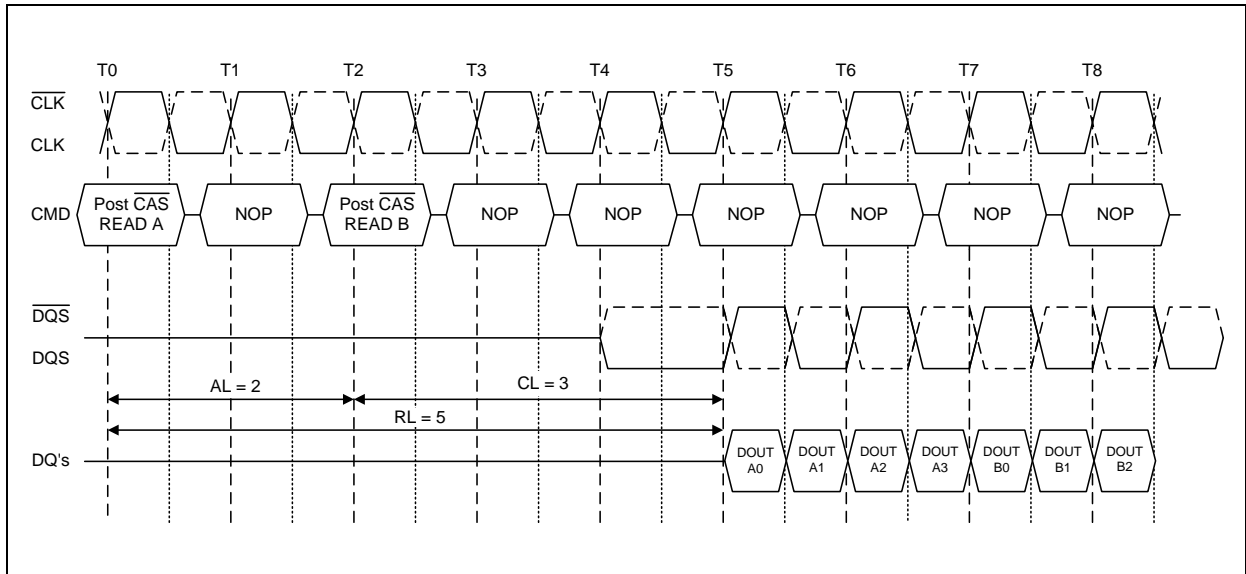 T0 T1 T2 T3 T4 T5 T6 T7 T8
CLK
CLK
CMD
Post CAS
READ A
NOP
Post CAS
READ B
NOP
NOP
NOP
NOP
NOP
NOP
DQS
DQS
AL = 2
CL = 3
RL = 5
DQ's
DOUT
A0
DOUT
A1
DOUT
A2
DOUT
A3
DOUT
B0
DOUT
B1
DOUT
B2